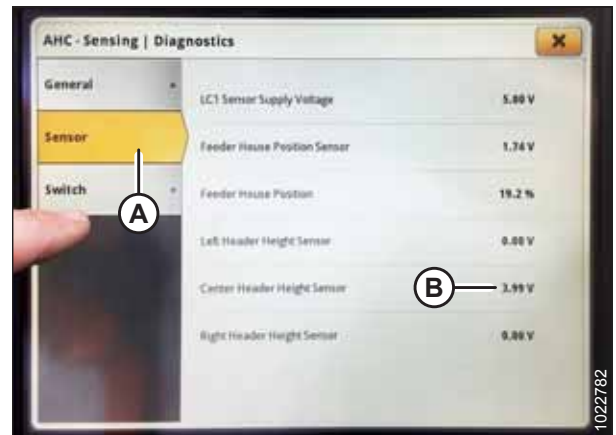 AHC - Sensing | Diagnostics
General
Sensor
Switch
LC1 Sensor Supply Voltage 5.00 V
Feeder House Position Sensor 1.74 V
Feeder House Position 19.2 %
Left Header Height Sensor 0.00 V
Center Header Height Sensor 3.99 V
Right Header Height Sensor 0.00 V
A
B
1022782